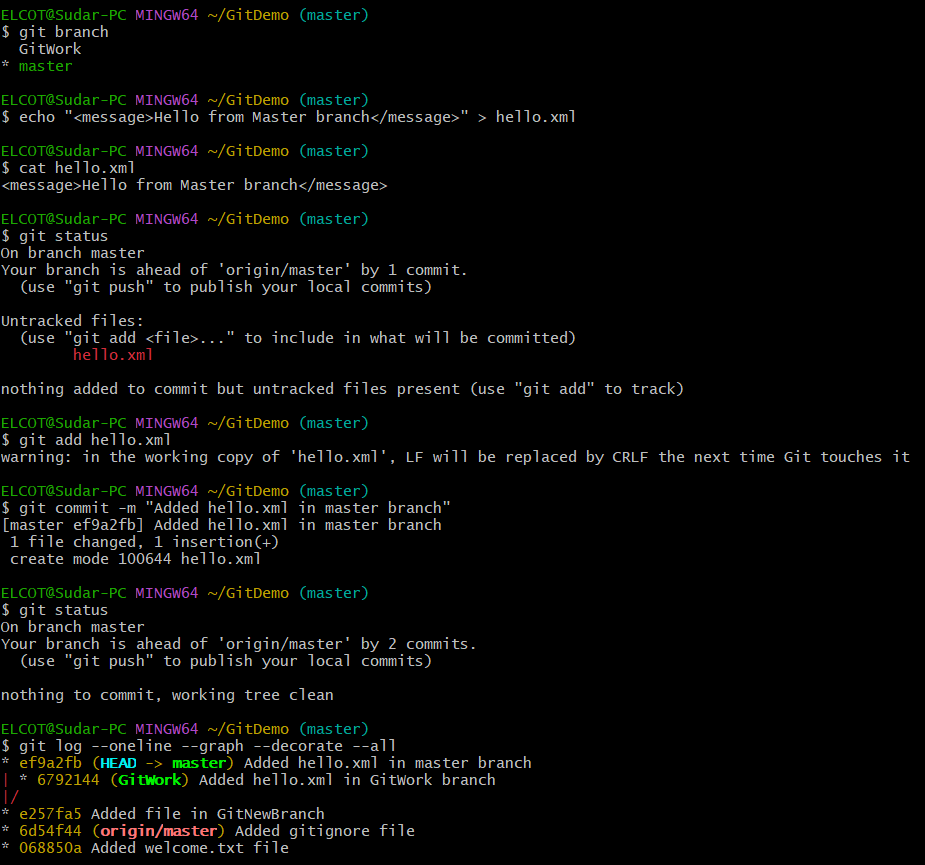 ELCOT@Sudar-PC MINGW64 ~/GitDemo (master)
$ git branch
  GitWork
* master

ELCOT@Sudar-PC MINGW64 ~/GitDemo (master)
$ echo "<message>Hello from Master branch</message>" > hello.xml

ELCOT@Sudar-PC MINGW64 ~/GitDemo (master)
$ cat hello.xml
<message>Hello from Master branch</message>

ELCOT@Sudar-PC MINGW64 ~/GitDemo (master)
$ git status
On branch master
Your branch is ahead of 'origin/master' by 1 commit.
  (use "git push" to publish your local commits)

Untracked files:
  (use "git add <file>..." to include in what will be committed)
        hello.xml

nothing added to commit but untracked files present (use "git add" to track)

ELCOT@Sudar-PC MINGW64 ~/GitDemo (master)
$ git add hello.xml
warning: in the working copy of 'hello.xml', LF will be replaced by CRLF the next time Git touches it

ELCOT@Sudar-PC MINGW64 ~/GitDemo (master)
$ git commit -m "Added hello.xml in master branch"
[master ef9a2fb] Added hello.xml in master branch
 1 file changed, 1 insertion(+)
 create mode 100644 hello.xml

ELCOT@Sudar-PC MINGW64 ~/GitDemo (master)
$ git status
On branch master
Your branch is ahead of 'origin/master' by 2 commits.
  (use "git push" to publish your local commits)

nothing to commit, working tree clean

ELCOT@Sudar-PC MINGW64 ~/GitDemo (master)
$ git log --oneline --graph --decorate --all
* ef9a2fb (HEAD -> master) Added hello.xml in master branch
| * 6792144 (GitWork) Added hello.xml in GitWork branch
|/
* e257fa5 Added file in GitNewBranch
* 6d54f44 (origin/master) Added gitignore file
* 068850a Added welcome.txt file